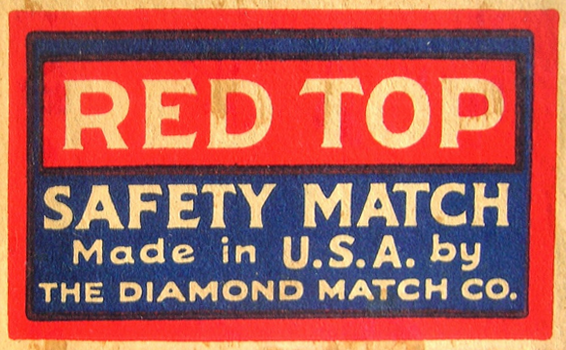 RED TOP
SAFETY MATCH
Made in U.S.A. by
THE DIAMOND MATCH CO.